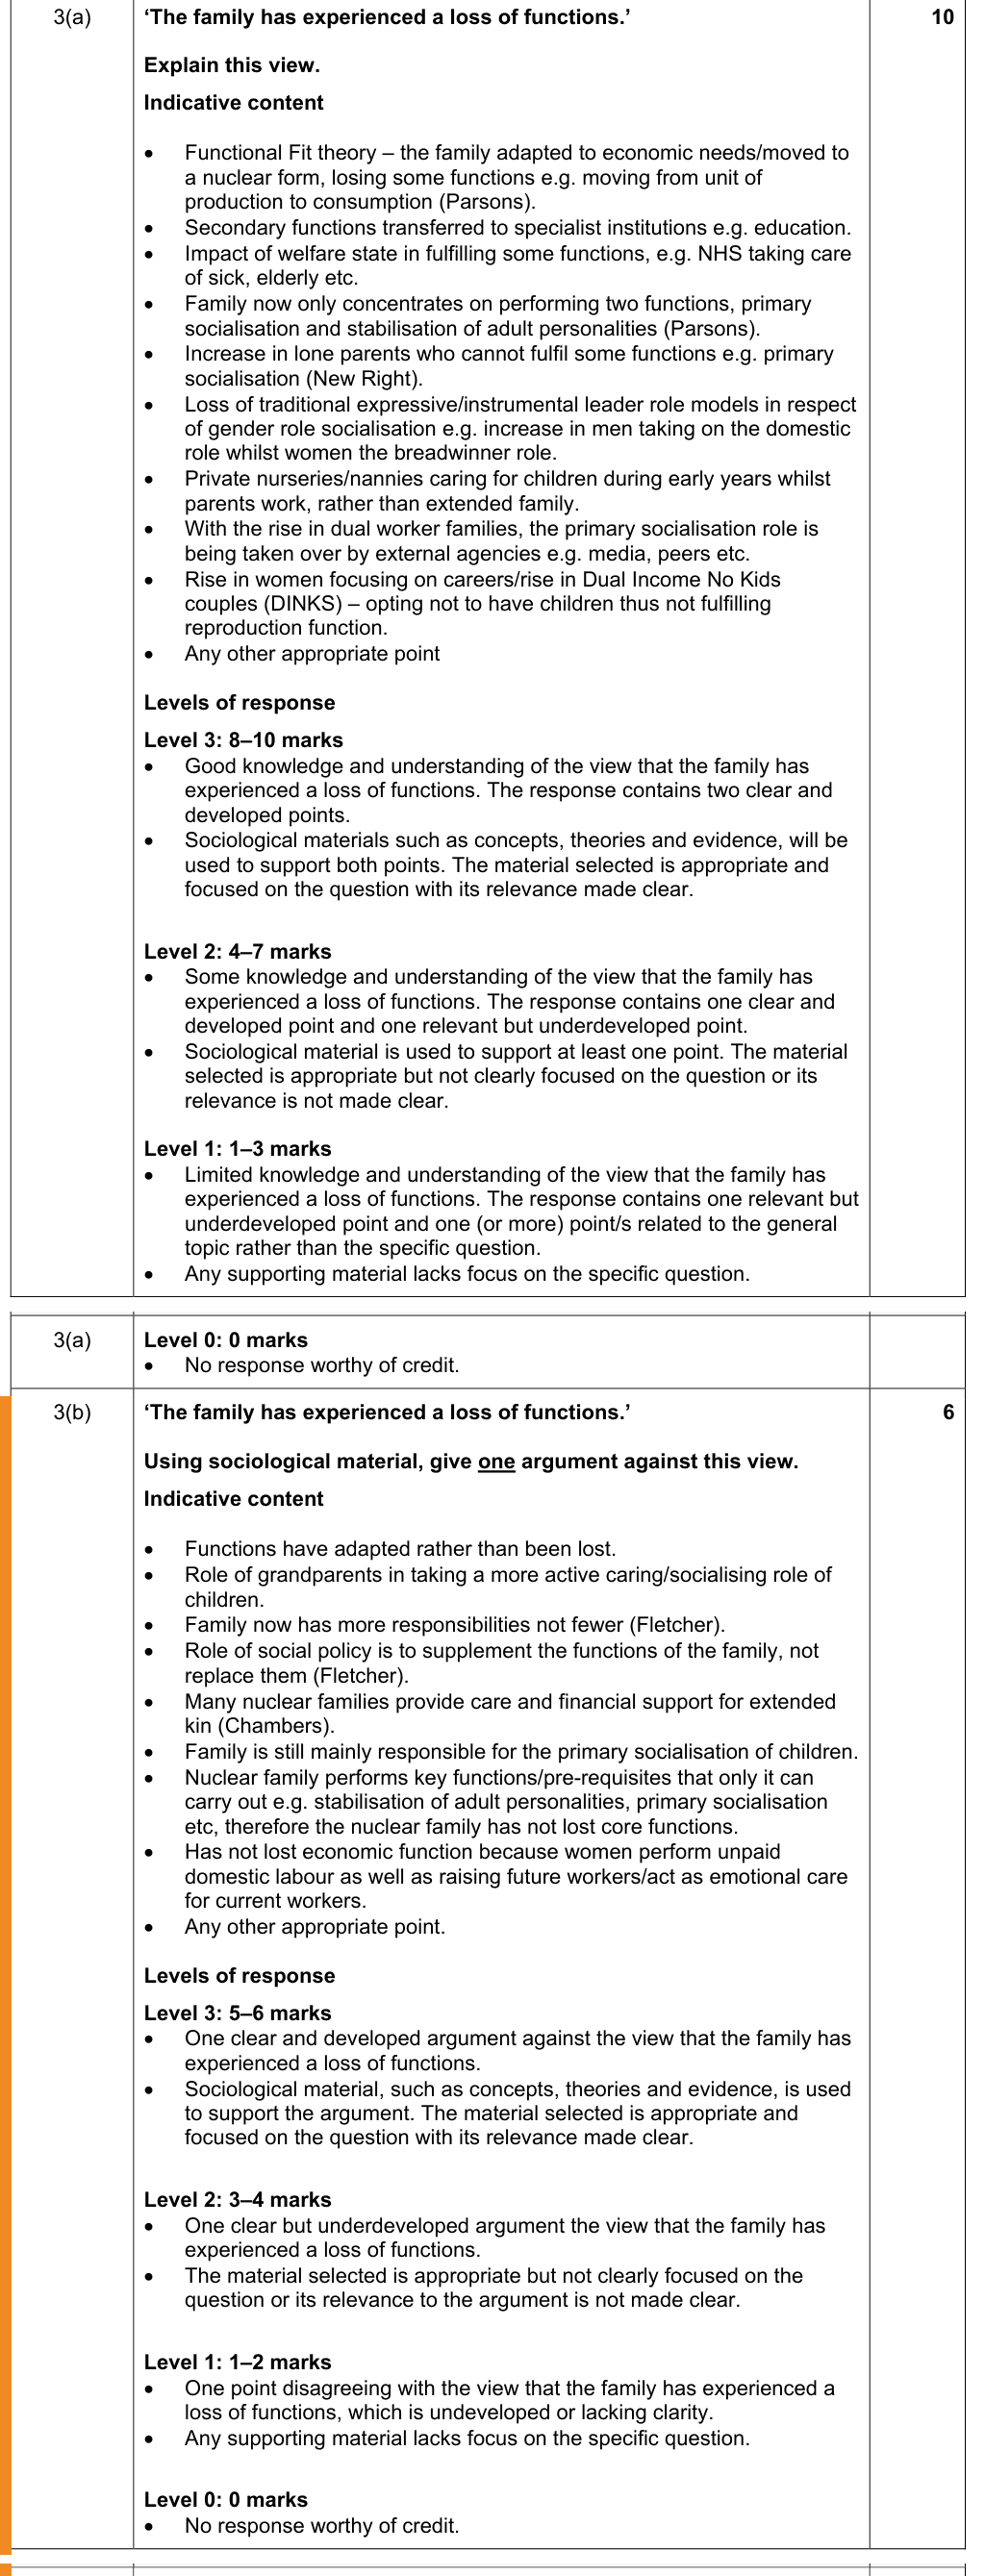 3(a) ‘The family has experienced a loss of functions.’ 10
Explain this view.
Indicative content
• Functional Fit theory – the family adapted to economic needs/moved to
a nuclear form, losing some functions e.g. moving from unit of
production to consumption (Parsons).
• Secondary functions transferred to specialist institutions e.g. education.
• Impact of welfare state in fulfilling some functions, e.g. NHS taking care
of sick, elderly etc.
• Family now only concentrates on performing two functions, primary
socialisation and stabilisation of adult personalities (Parsons).
• Increase in lone parents who cannot fulfil some functions e.g. primary
socialisation (New Right).
• Loss of traditional expressive/instrumental leader role models in respect
of gender role socialisation e.g. increase in men taking on the domestic
role whilst women the breadwinner role.
• Private nurseries/nannies caring for children during early years whilst
parents work, rather than extended family.
• With the rise in dual worker families, the primary socialisation role is
being taken over by external agencies e.g. media, peers etc.
• Rise in women focusing on careers/rise in Dual Income No Kids
couples (DINKS) – opting not to have children thus not fulfilling
reproduction function.
• Any other appropriate point
Levels of response
Level 3: 8–10 marks
• Good knowledge and understanding of the view that the family has
experienced a loss of functions. The response contains two clear and
developed points.
• Sociological materials such as concepts, theories and evidence, will be
used to support both points. The material selected is appropriate and
focused on the question with its relevance made clear.
Level 2: 4–7 marks
• Some knowledge and understanding of the view that the family has
experienced a loss of functions. The response contains one clear and
developed point and one relevant but underdeveloped point.
• Sociological material is used to support at least one point. The material
selected is appropriate but not clearly focused on the question or its
relevance is not made clear.
Level 1: 1–3 marks
• Limited knowledge and understanding of the view that the family has
experienced a loss of functions. The response contains one relevant but
underdeveloped point and one (or more) point/s related to the general
topic rather than the specific question.
• Any supporting material lacks focus on the specific question.
3(a) Level 0: 0 marks
• No response worthy of credit.
3(b) ‘The family has experienced a loss of functions.’ 6
Using sociological material, give one argument against this view.
Indicative content
• Functions have adapted rather than been lost.
• Role of grandparents in taking a more active caring/socialising role of
children.
• Family now has more responsibilities not fewer (Fletcher).
• Role of social policy is to supplement the functions of the family, not
replace them (Fletcher).
• Many nuclear families provide care and financial support for extended
kin (Chambers).
• Family is still mainly responsible for the primary socialisation of children.
• Nuclear family performs key functions/pre-requisites that only it can
carry out e.g. stabilisation of adult personalities, primary socialisation
etc, therefore the nuclear family has not lost core functions.
• Has not lost economic function because women perform unpaid
domestic labour as well as raising future workers/act as emotional care
for current workers.
• Any other appropriate point.
Levels of response
Level 3: 5–6 marks
• One clear and developed argument against the view that the family has
experienced a loss of functions.
• Sociological material, such as concepts, theories and evidence, is used
to support the argument. The material selected is appropriate and
focused on the question with its relevance made clear.
Level 2: 3–4 marks
• One clear but underdeveloped argument the view that the family has
experienced a loss of functions.
• The material selected is appropriate but not clearly focused on the
question or its relevance to the argument is not made clear.
Level 1: 1–2 marks
• One point disagreeing with the view that the family has experienced a
loss of functions, which is undeveloped or lacking clarity.
• Any supporting material lacks focus on the specific question.
Level 0: 0 marks
• No response worthy of credit.